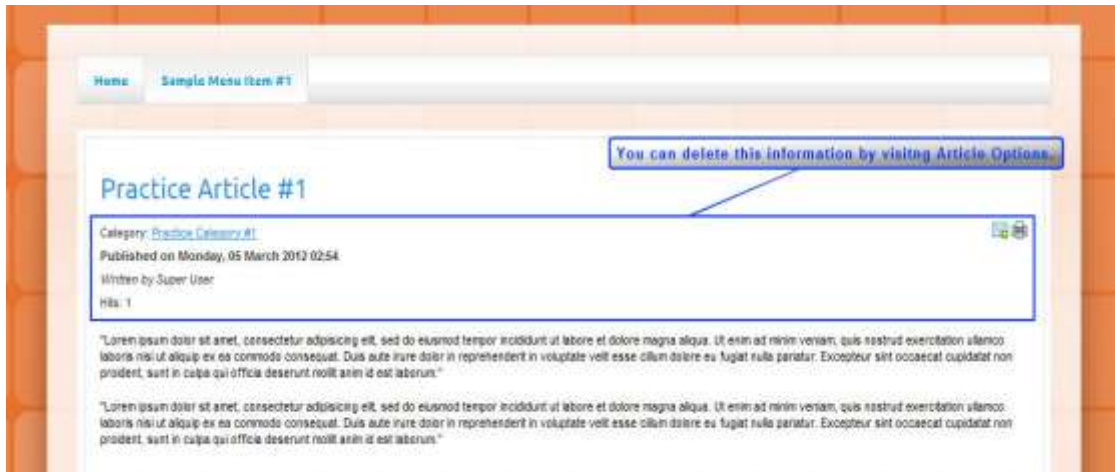 Home Sample Menu Item #1
You can delete this information by visitng Article Options.
Practice Article #1
Category: Practice Category #1
Published on Monday, 05 March 2012 02:54
Written by Super User
Hits: 1
"Lorem ipsum dolor sit amet, consectetur adipisicing elit, sed do eiusmod tempor incididunt ut labore et dolore magna aliqua. Ut enim ad minim veniam, quis nostrud exercitation ullamco
laboris nisi ut aliquip ex ea commodo consequat. Duis aute irure dolor in reprehenderit in voluptate velit esse cillum dolore eu fugiat nulla pariatur. Excepteur sint occaecat cupidatat non
proident, sunt in culpa qui officia deserunt mollit anim id est laborum."
"Lorem ipsum dolor sit amet, consectetur adipisicing elit, sed do eiusmod tempor incididunt ut labore et dolore magna aliqua. Ut enim ad minim veniam, quis nostrud exercitation ullamco
laboris nisi ut aliquip ex ea commodo consequat. Duis aute irure dolor in reprehenderit in voluptate velit esse cillum dolore eu fugiat nulla pariatur. Excepteur sint occaecat cupidatat non
proident, sunt in culpa qui officia deserunt mollit anim id est laborum."